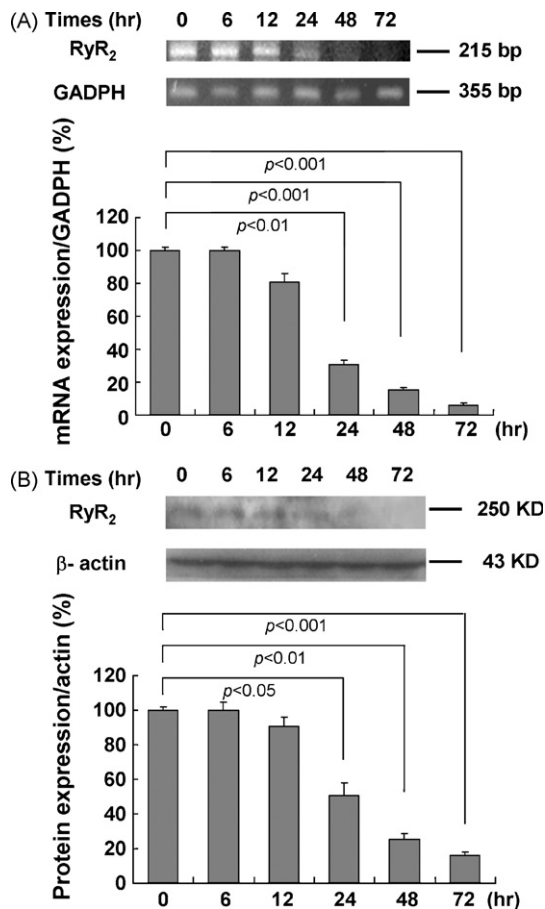 (A) Times (hr) 0 6 12 24 48 72
RyR₂ 215 bp
GADPH 355 bp
mRNA expression/GADPH (%)
p<0.001
p<0.001
p<0.01
120
100
80
60
40
20
0
0 6 12 24 48 72 (hr)
(B) Times (hr) 0 6 12 24 48 72
RyR₂ 250 KD
β- actin 43 KD
Protein expression/actin (%)
p<0.001
p<0.01
p<0.05
120
100
80
60
40
20
0
0 6 12 24 48 72 (hr)